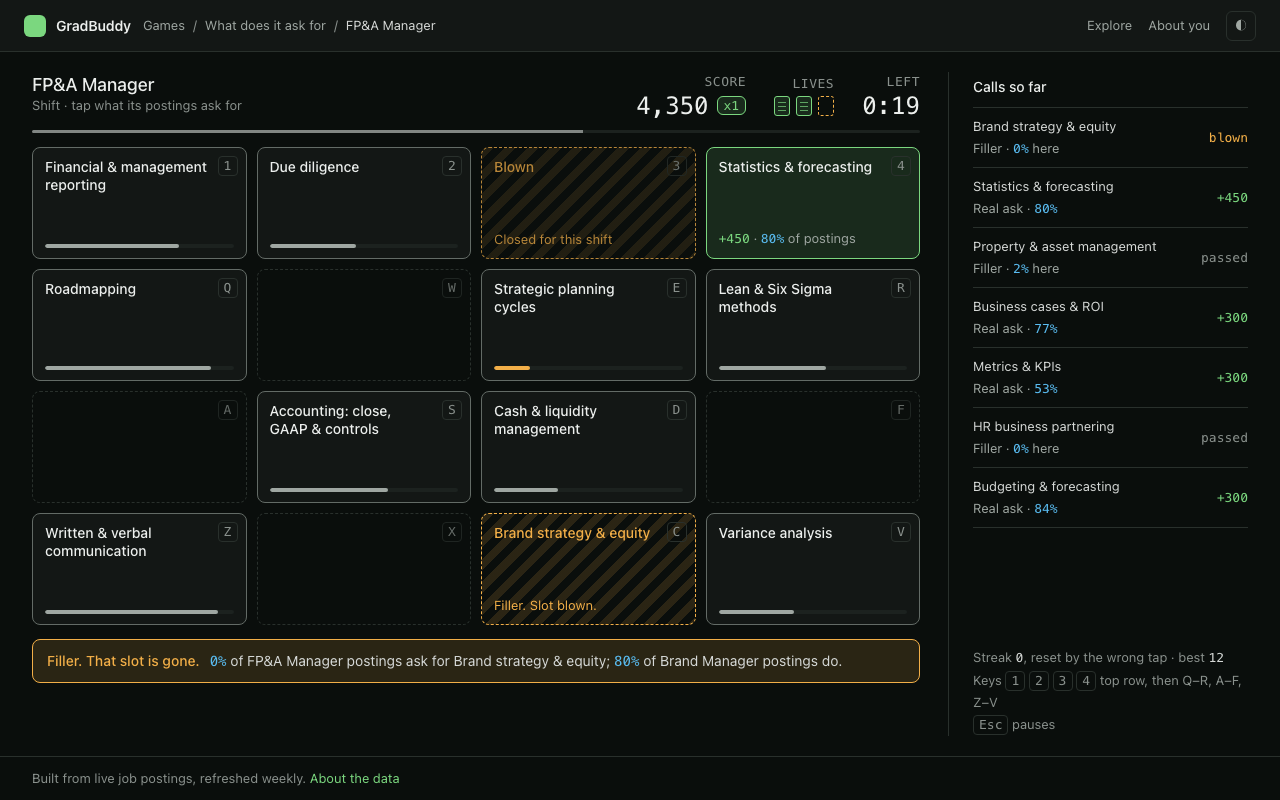 GradBuddy Games / What does it ask for / FP&A Manager
Explore About you
FP&A Manager
Shift · tap what its postings ask for
SCORE
4,350 x1
LIVES
LEFT
0:19
Financial & management reporting 1
Due diligence 2
Blown 3
Closed for this shift
Statistics & forecasting 4
+450 · 80% of postings
Roadmapping Q
W
Strategic planning cycles E
Lean & Six Sigma methods R
A
Accounting: close, GAAP & controls S
Cash & liquidity management D
F
Written & verbal communication Z
X
Brand strategy & equity C
Filler. Slot blown.
Variance analysis V
Filler. That slot is gone. 0% of FP&A Manager postings ask for Brand strategy & equity; 80% of Brand Manager postings do.
Calls so far
Brand strategy & equity
Filler · 0% here
blown
Statistics & forecasting
Real ask · 80%
+450
Property & asset management
Filler · 2% here
passed
Business cases & ROI
Real ask · 77%
+300
Metrics & KPIs
Real ask · 53%
+300
HR business partnering
Filler · 0% here
passed
Budgeting & forecasting
Real ask · 84%
+300
Streak 0, reset by the wrong tap · best 12
Keys 1 2 3 4 top row, then Q–R, A–F,
Z–V
Esc pauses
Built from live job postings, refreshed weekly. About the data